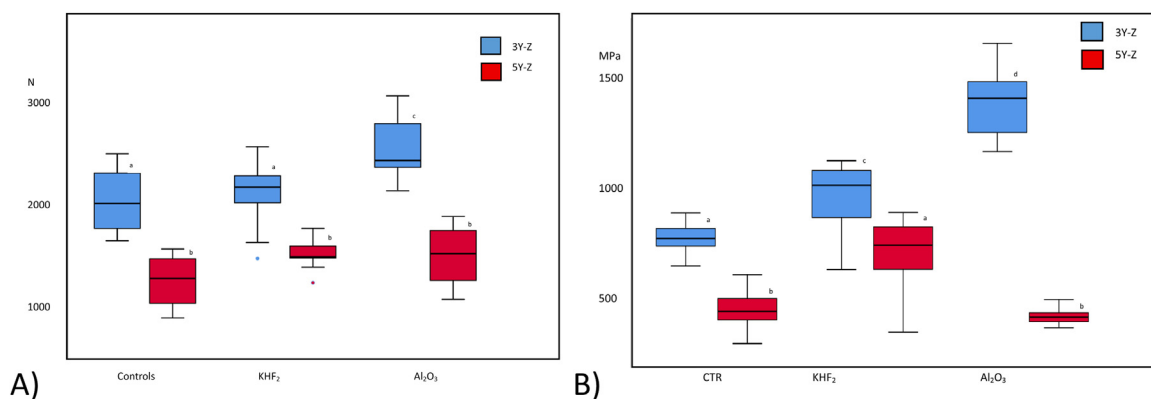 3Y-Z
5Y-Z
N
3000
2000
1000
a
b
a
b
c
b
Controls
KHF₂
Al₂O₃
A)
3Y-Z
5Y-Z
MPa
1500
1000
500
a
b
c
a
d
b
CTR
KHF₂
Al₂O₃
B)